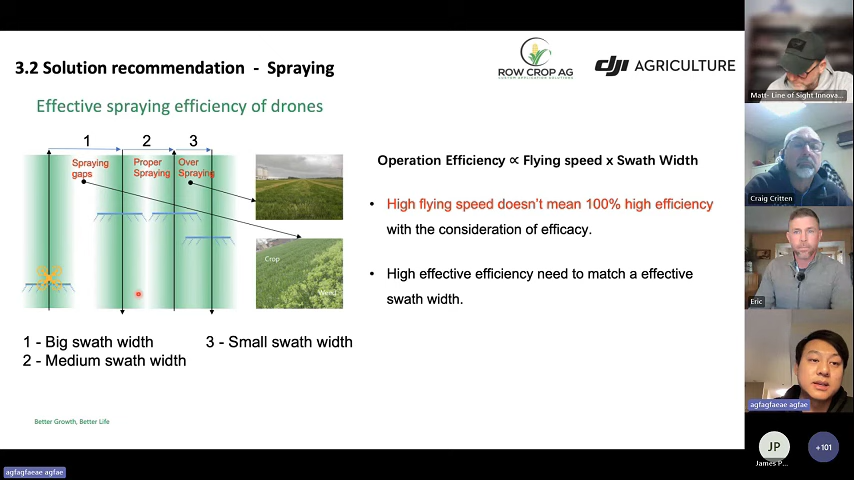 3.2 Solution recommendation - Spraying
ROW CROP AG
CUSTOM APPLICATION SOLUTIONS
dji AGRICULTURE
Effective spraying efficiency of drones
1
2
3
Spraying
gaps
Proper
Spraying
Over
Spraying
Crop
Weed
1 - Big swath width
3 - Small swath width
2 - Medium swath width
Operation Efficiency ∝ Flying speed x Swath Width
• High flying speed doesn't mean 100% high efficiency
with the consideration of efficacy.
• High effective efficiency need to match a effective
swath width.
Better Growth, Better Life
agfagfaeae agfae
Matt- Line of Sight Innova...
Craig Critten
Eric
agfagfaeae agfae
JP
James P...
+101